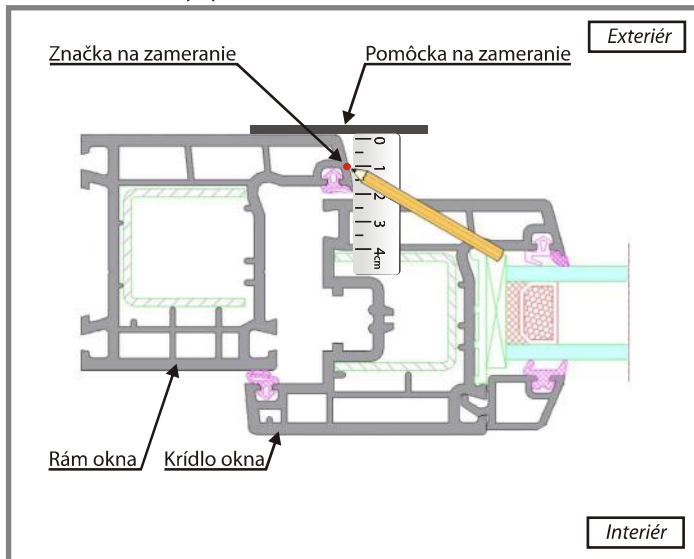 Exteriér
Značka na zameranie
Pomôcka na zameranie
0
1
2
3
4cm
Rám okna
Krídlo okna
Interiér